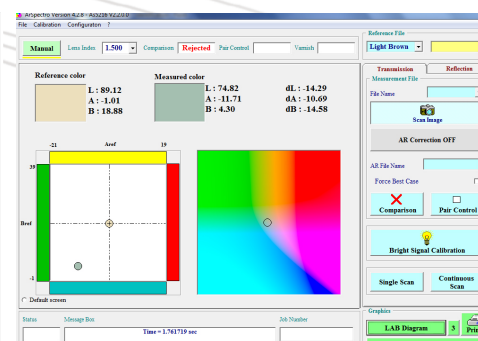 ArSpectro Version 4.2.8 - As5216 V2.2.0.0
File Calibration Configuraton ?
Manual Lens Index 1.500 Comparison Rejected Pair Control Varnish
Reference color
L : 89.12
A : -1.01
B : 18.88
Measured color
L : 74.82
A : -11.71
B : 4.30
dL : -14.29
dA : -10.69
dB : -14.58
-21 Aref 19
39
Bref
-1
Default screen
Status Message Box Job Number
Time = 1.761719 sec
Reference File
Light Brown
Transmission Reflection
Measurement File
File Name
Scan Image
AR Correction OFF
AR File Name
Force Best Case
Comparison Pair Control
Bright Signal Calibration
Single Scan Continuous Scan
Graphics
LAB Diagram 3 Prin